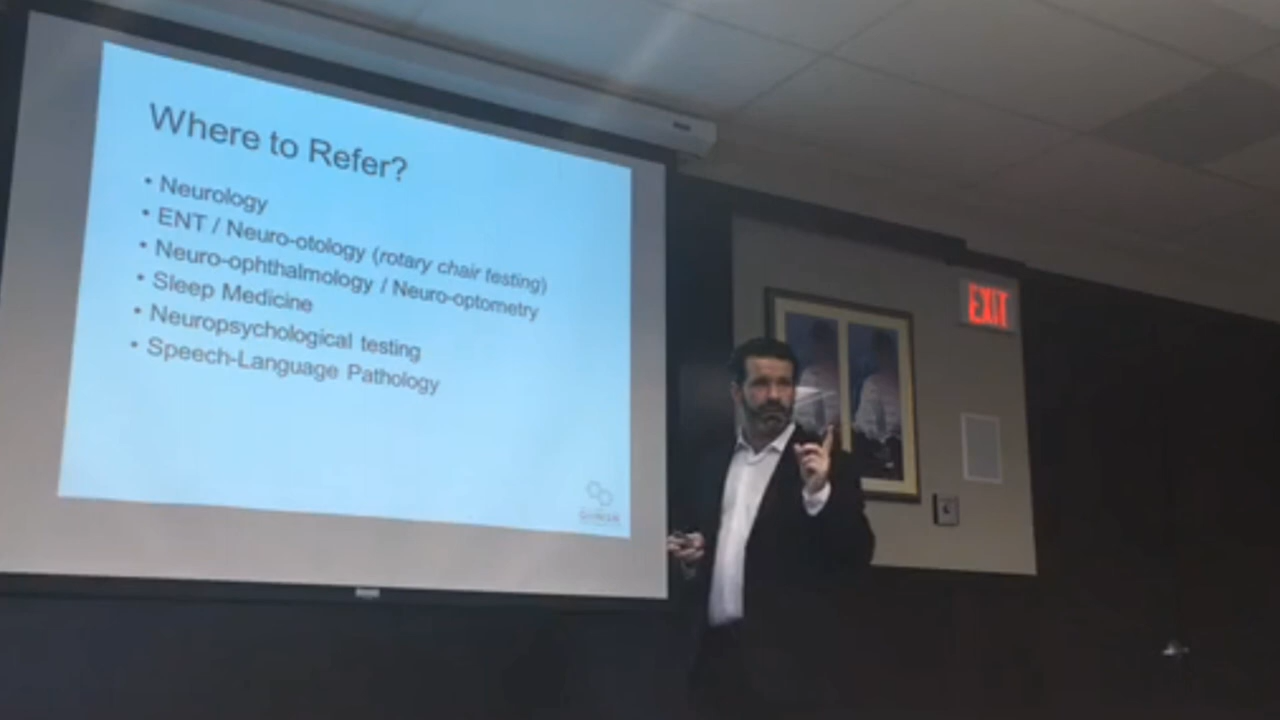 Where to Refer?
• Neurology
• ENT / Neuro-otology (rotary chair testing)
• Neuro-ophthalmology / Neuro-optometry
• Sleep Medicine
• Neuropsychological testing
• Speech-Language Pathology
EXIT